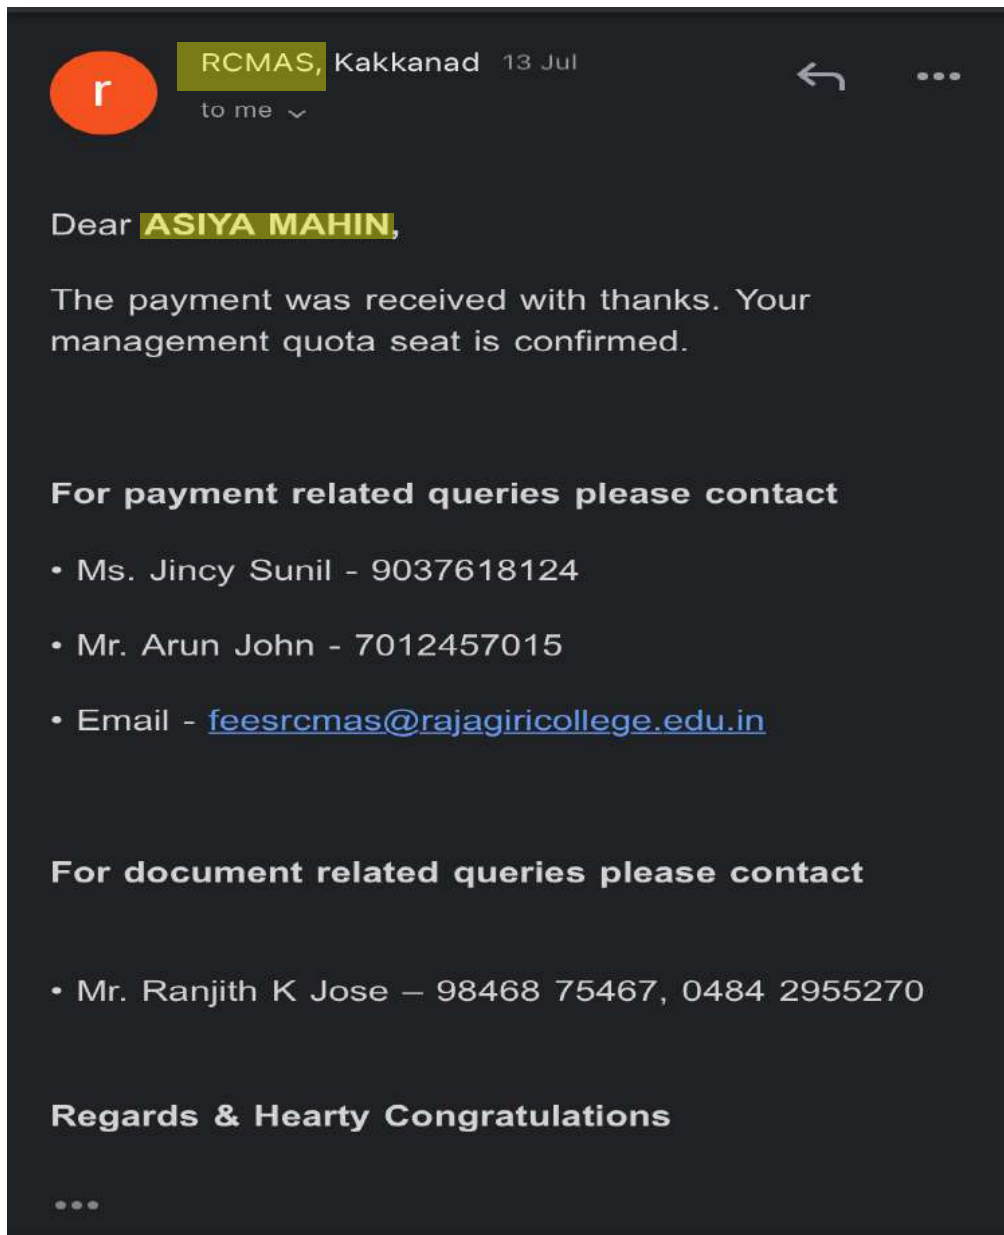 r
RCMAS, Kakkanad 13 Jul
to me
Dear ASIYA MAHIN,
The payment was received with thanks. Your
management quota seat is confirmed.
For payment related queries please contact
• Ms. Jincy Sunil - 9037618124
• Mr. Arun John - 7012457015
• Email - feesrcmas@rajagiricollege.edu.in
For document related queries please contact
• Mr. Ranjith K Jose – 98468 75467, 0484 2955270
Regards & Hearty Congratulations